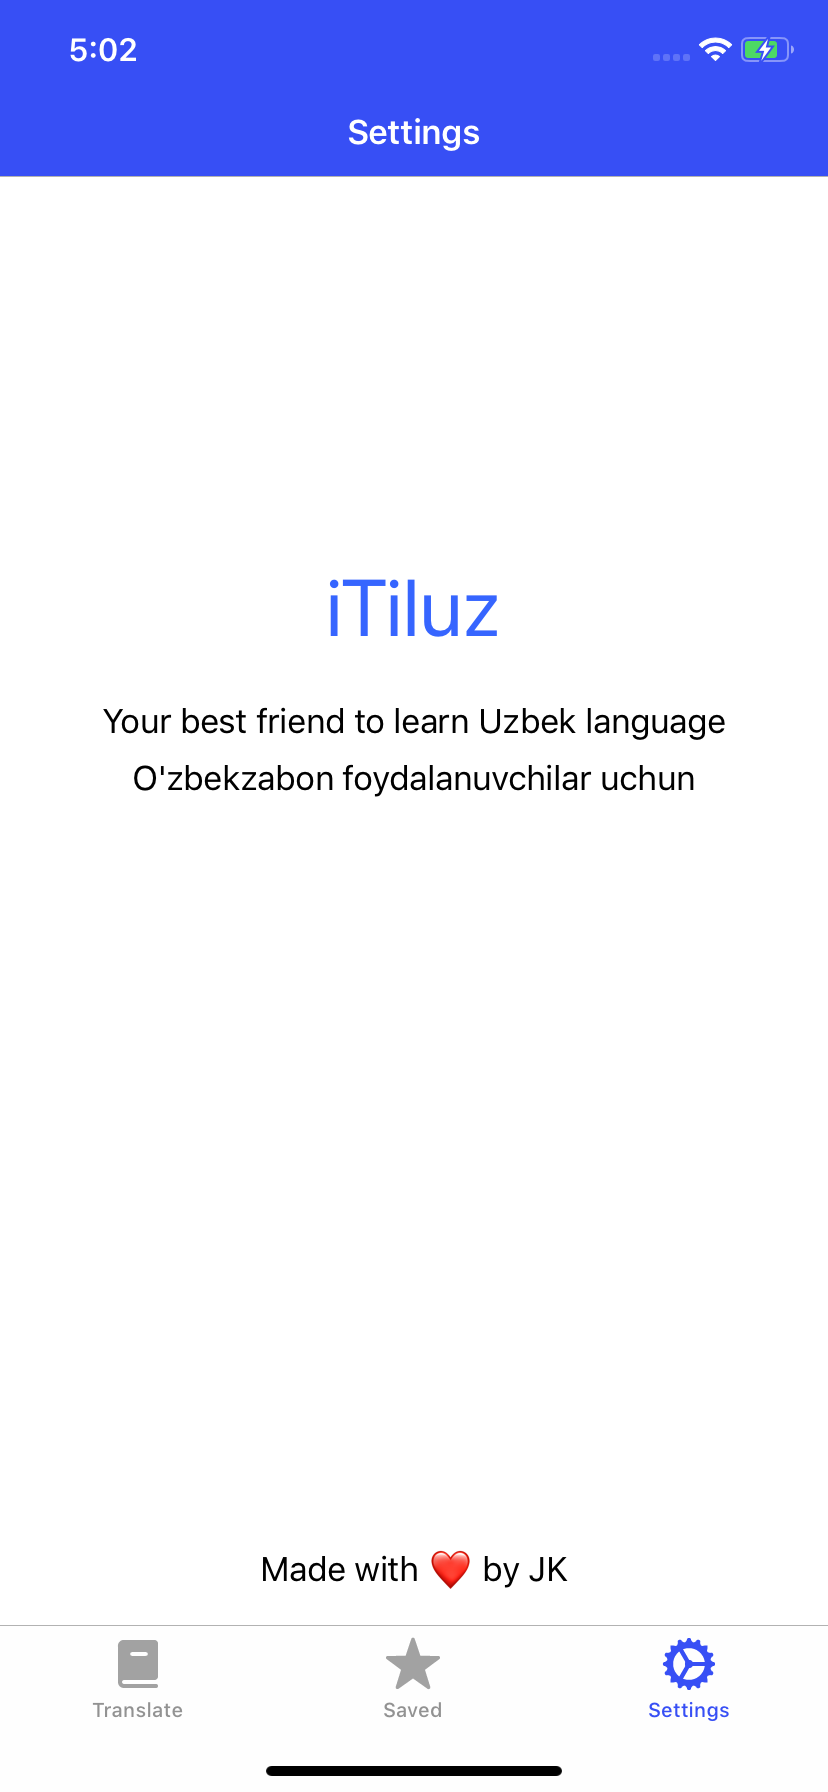 5:02
Settings
iTiluz
Your best friend to learn Uzbek language
O'zbekzabon foydalanuvchilar uchun
Made with ❤️ by JK
Translate
Saved
Settings